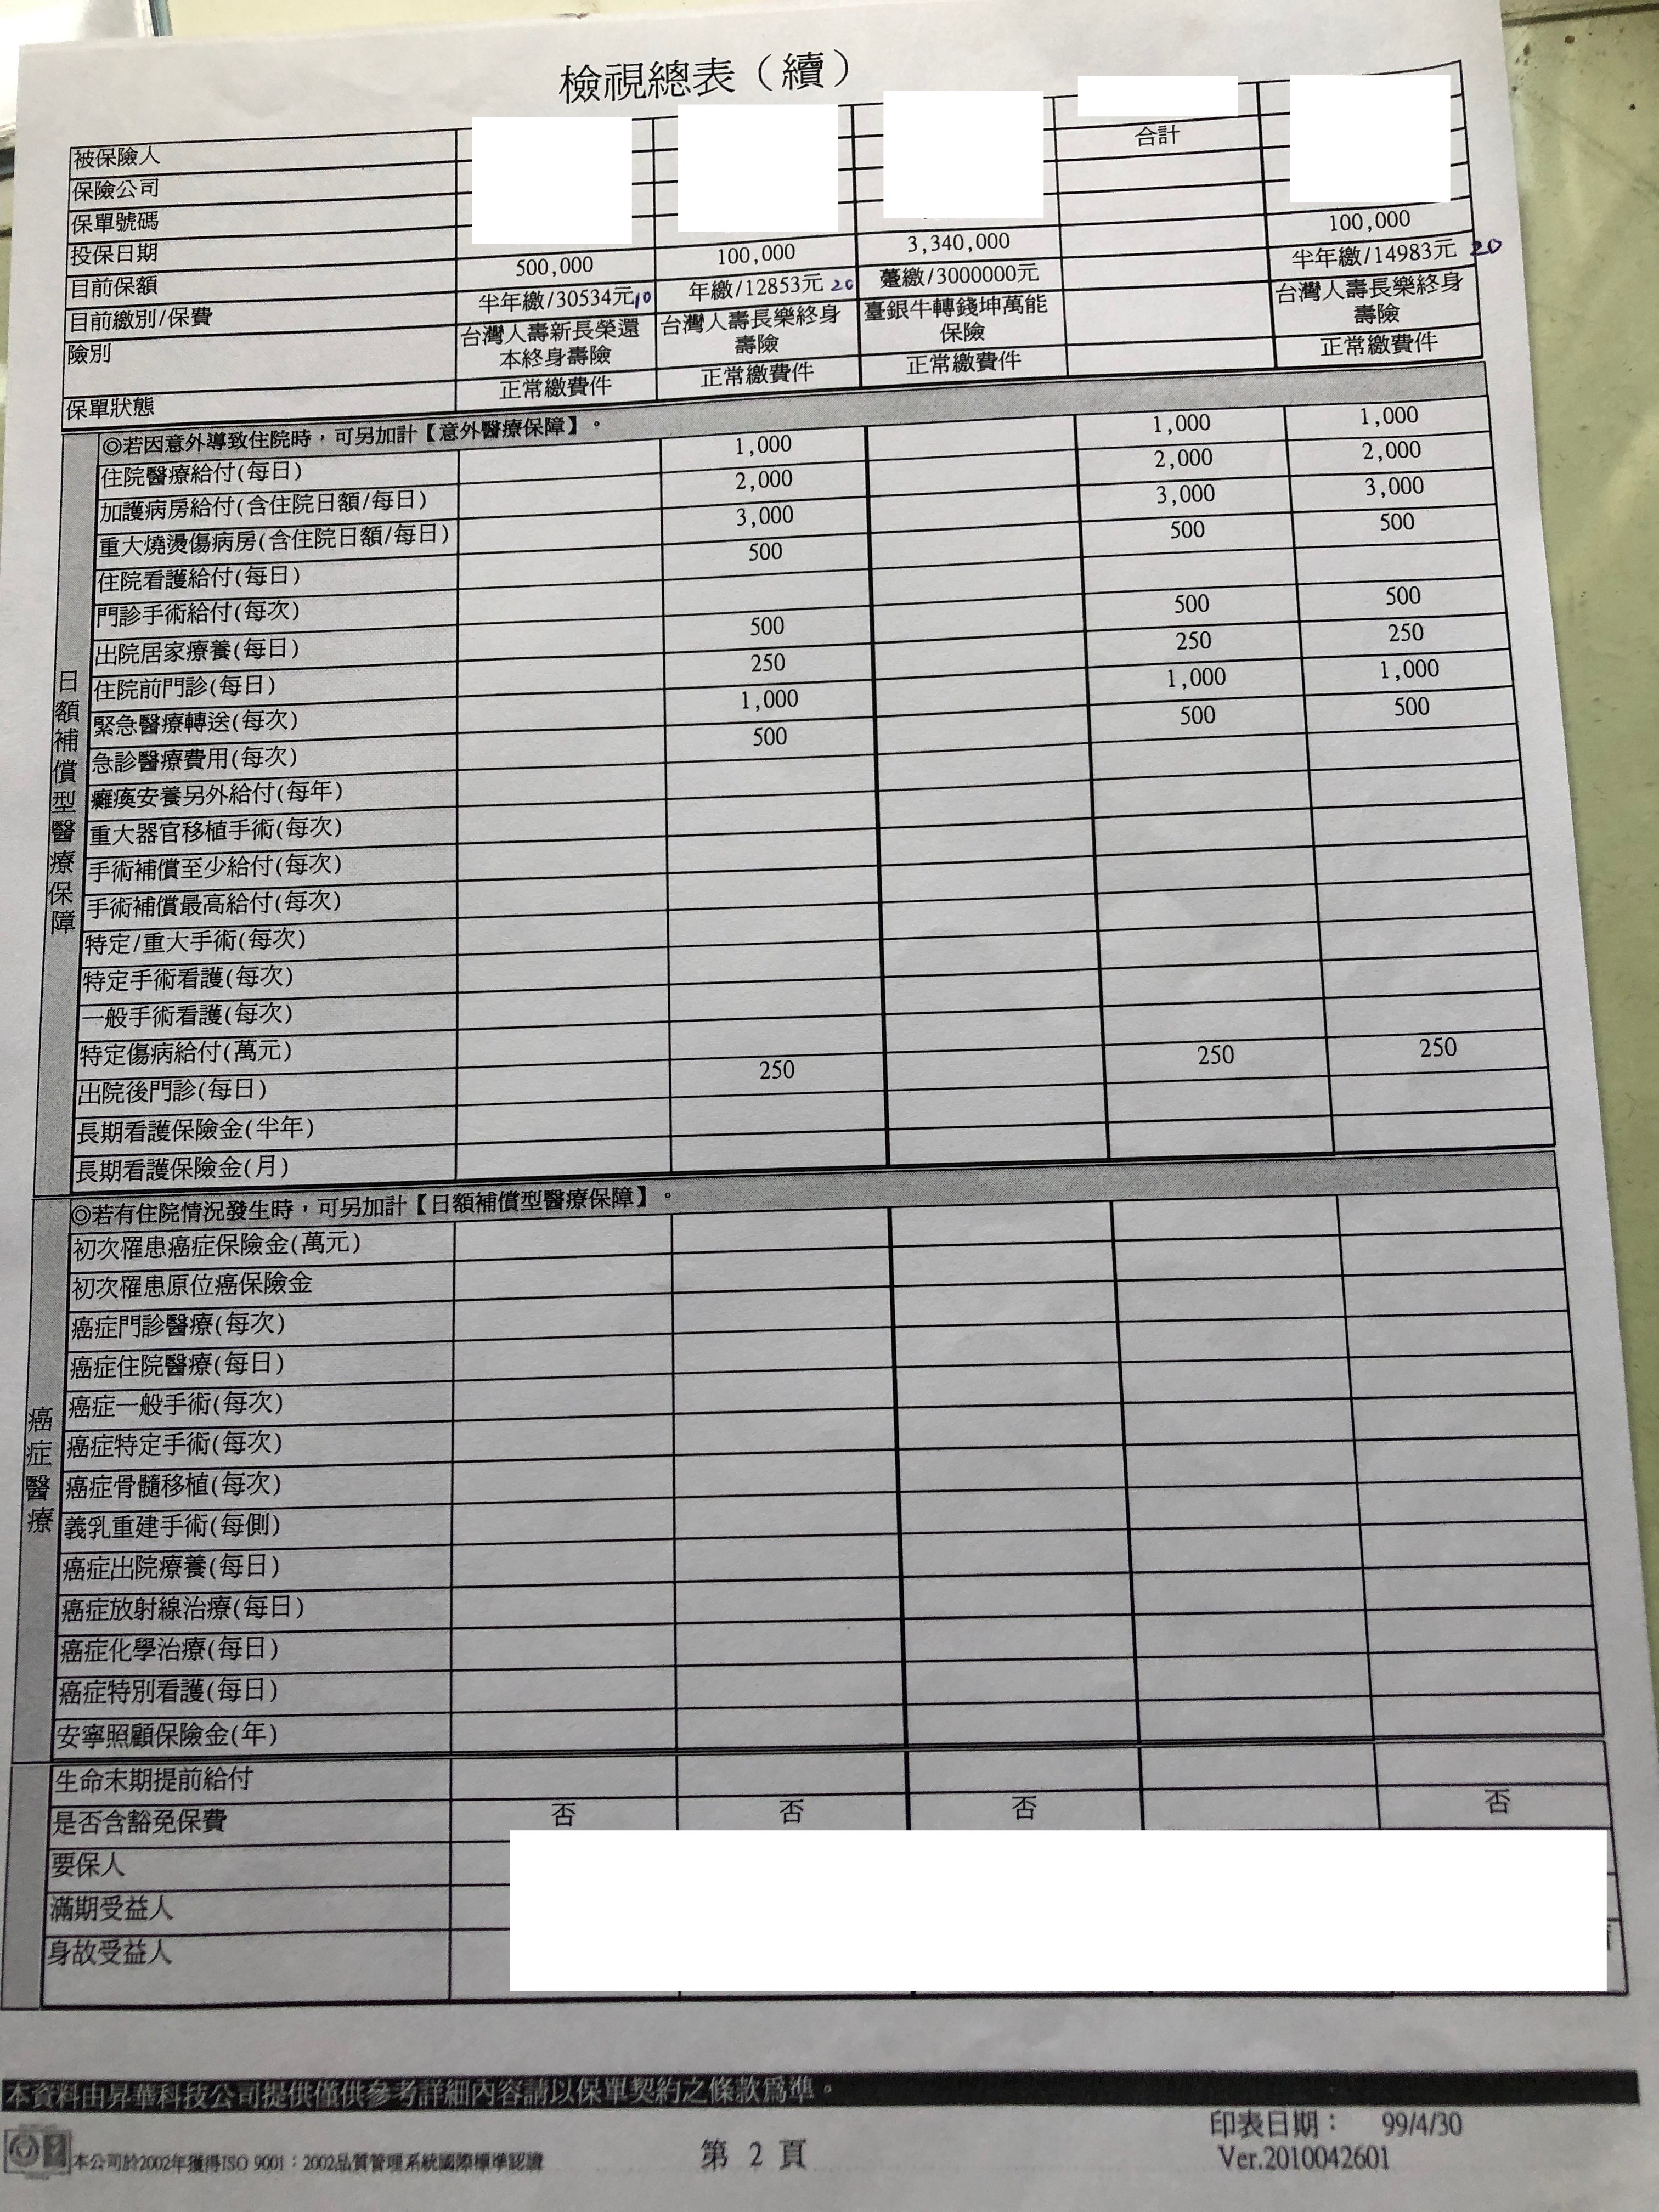 檢視總表（續）
被保險人 合計
保險公司
保單號碼
投保日期
目前保額 500,000 100,000 3,340,000 100,000
目前繳別/保費 半年繳/30534元10 年繳/12853元 20 躉繳/3000000元 半年繳/14983元 20
險別 台灣人壽新長榮還本終身壽險 台灣人壽長樂終身壽險 臺銀牛轉錢坤萬能保險 台灣人壽長樂終身壽險
保單狀態 正常繳費件 正常繳費件 正常繳費件 正常繳費件
日額補償型醫療保障
◎若因意外導致住院時，可另加計【意外醫療保障】。
住院醫療給付(每日) 1,000 1,000 1,000
加護病房給付(含住院日額/每日) 2,000 2,000 2,000
重大燒燙傷病房(含住院日額/每日) 3,000 3,000 3,000
住院看護給付(每日) 500 500 500
門診手術給付(每次)
出院居家療養(每日) 500 500 500
住院前門診(每日) 250 250 250
緊急醫療轉送(每次) 1,000 1,000 1,000
急診醫療費用(每次) 500 500 500
癱瘓安養另外給付(每年)
重大器官移植手術(每次)
手術補償至少給付(每次)
手術補償最高給付(每次)
特定/重大手術(每次)
特定手術看護(每次)
一般手術看護(每次)
特定傷病給付(萬元)
出院後門診(每日) 250 250 250
長期看護保險金(半年)
長期看護保險金(月)
癌症醫療
◎若有住院情況發生時，可另加計【日額補償型醫療保障】。
初次罹患癌症保險金(萬元)
初次罹患原位癌保險金
癌症門診醫療(每次)
癌症住院醫療(每日)
癌症一般手術(每次)
癌症特定手術(每次)
癌症骨髓移植(每次)
義乳重建手術(每側)
癌症出院療養(每日)
癌症放射線治療(每日)
癌症化學治療(每日)
癌症特別看護(每日)
安寧照顧保險金(年)
生命末期提前給付
是否含豁免保費 否 否 否 否
要保人
滿期受益人
身故受益人
本資料由昇華科技公司提供僅供參考詳細內容請以保單契約之條款為準。
本公司於2002年獲得ISO 9001：2002品質管理系統國際標準認證
第 2 頁
印表日期： 99/4/30
Ver.2010042601